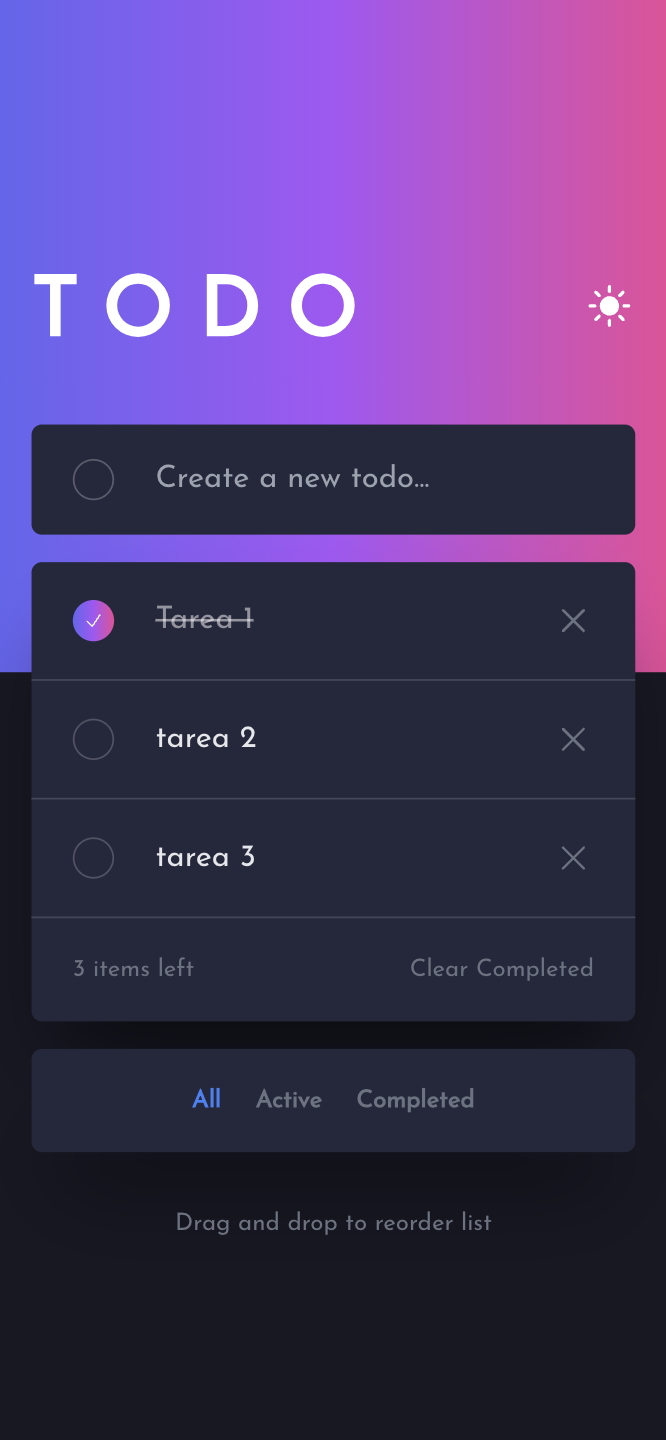 TODO
Create a new todo...
Tarea 1
tarea 2
tarea 3
3 items left Clear Completed
All Active Completed
Drag and drop to reorder list